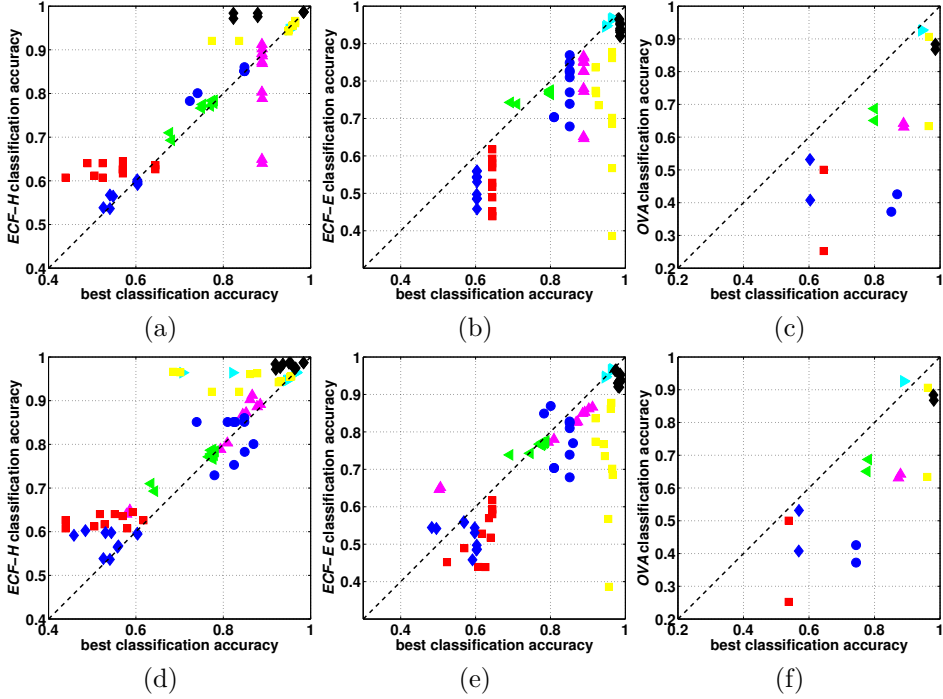 ECF-H classification accuracy
1
0.9
0.8
0.7
0.6
0.5
0.4
0.4 0.6 0.8 1
best classification accuracy
(a)
ECF-E classification accuracy
1
0.9
0.8
0.7
0.6
0.5
0.4
0.4 0.6 0.8 1
best classification accuracy
(b)
OVA classification accuracy
1
0.9
0.8
0.7
0.6
0.5
0.4
0.3
0.2
0.2 0.4 0.6 0.8 1
best classification accuracy
(c)
ECF-H classification accuracy
1
0.9
0.8
0.7
0.6
0.5
0.4
0.4 0.6 0.8 1
best classification accuracy
(d)
ECF-E classification accuracy
1
0.9
0.8
0.7
0.6
0.5
0.4
0.4 0.6 0.8 1
best classification accuracy
(e)
OVA classification accuracy
1
0.9
0.8
0.7
0.6
0.5
0.4
0.3
0.2
0.2 0.4 0.6 0.8 1
best classification accuracy
(f)